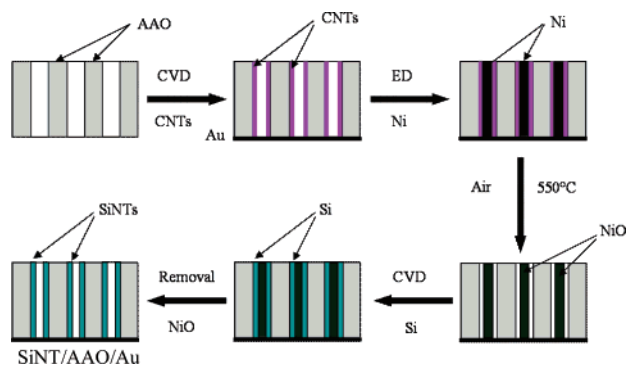 AAO
CVD
CNTs
CNTs
Au
ED
Ni
Ni
Air
550°C
NiO
CVD
Si
Si
Removal
NiO
SiNTs
SiNT/AAO/Au